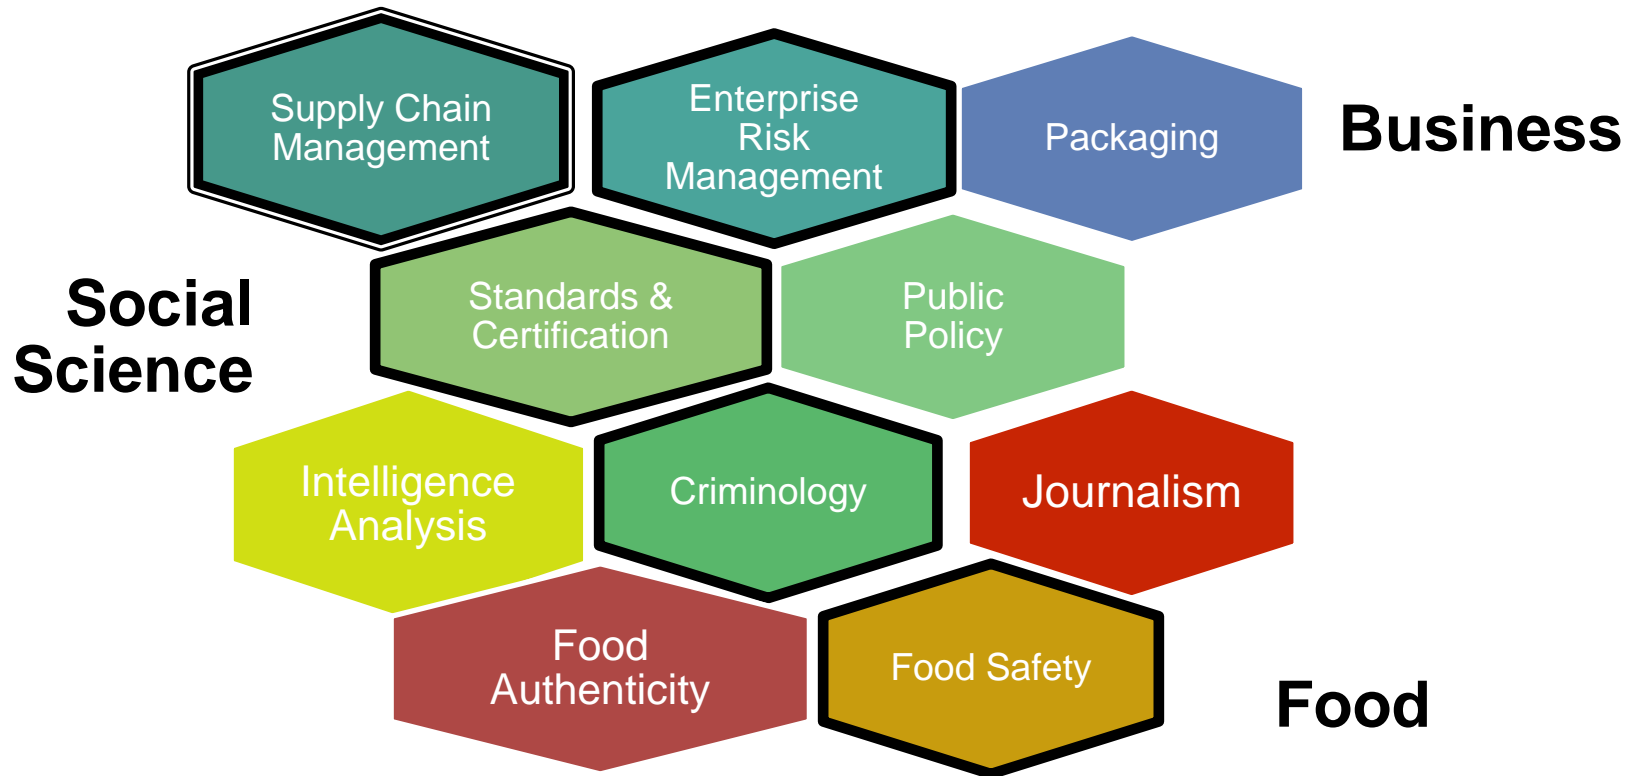 Supply Chain
Management
Enterprise
Risk
Management
Packaging
Business
Social
Science
Standards &
Certification
Public
Policy
Intelligence
Analysis
Criminology
Journalism
Food
Authenticity
Food Safety
Food